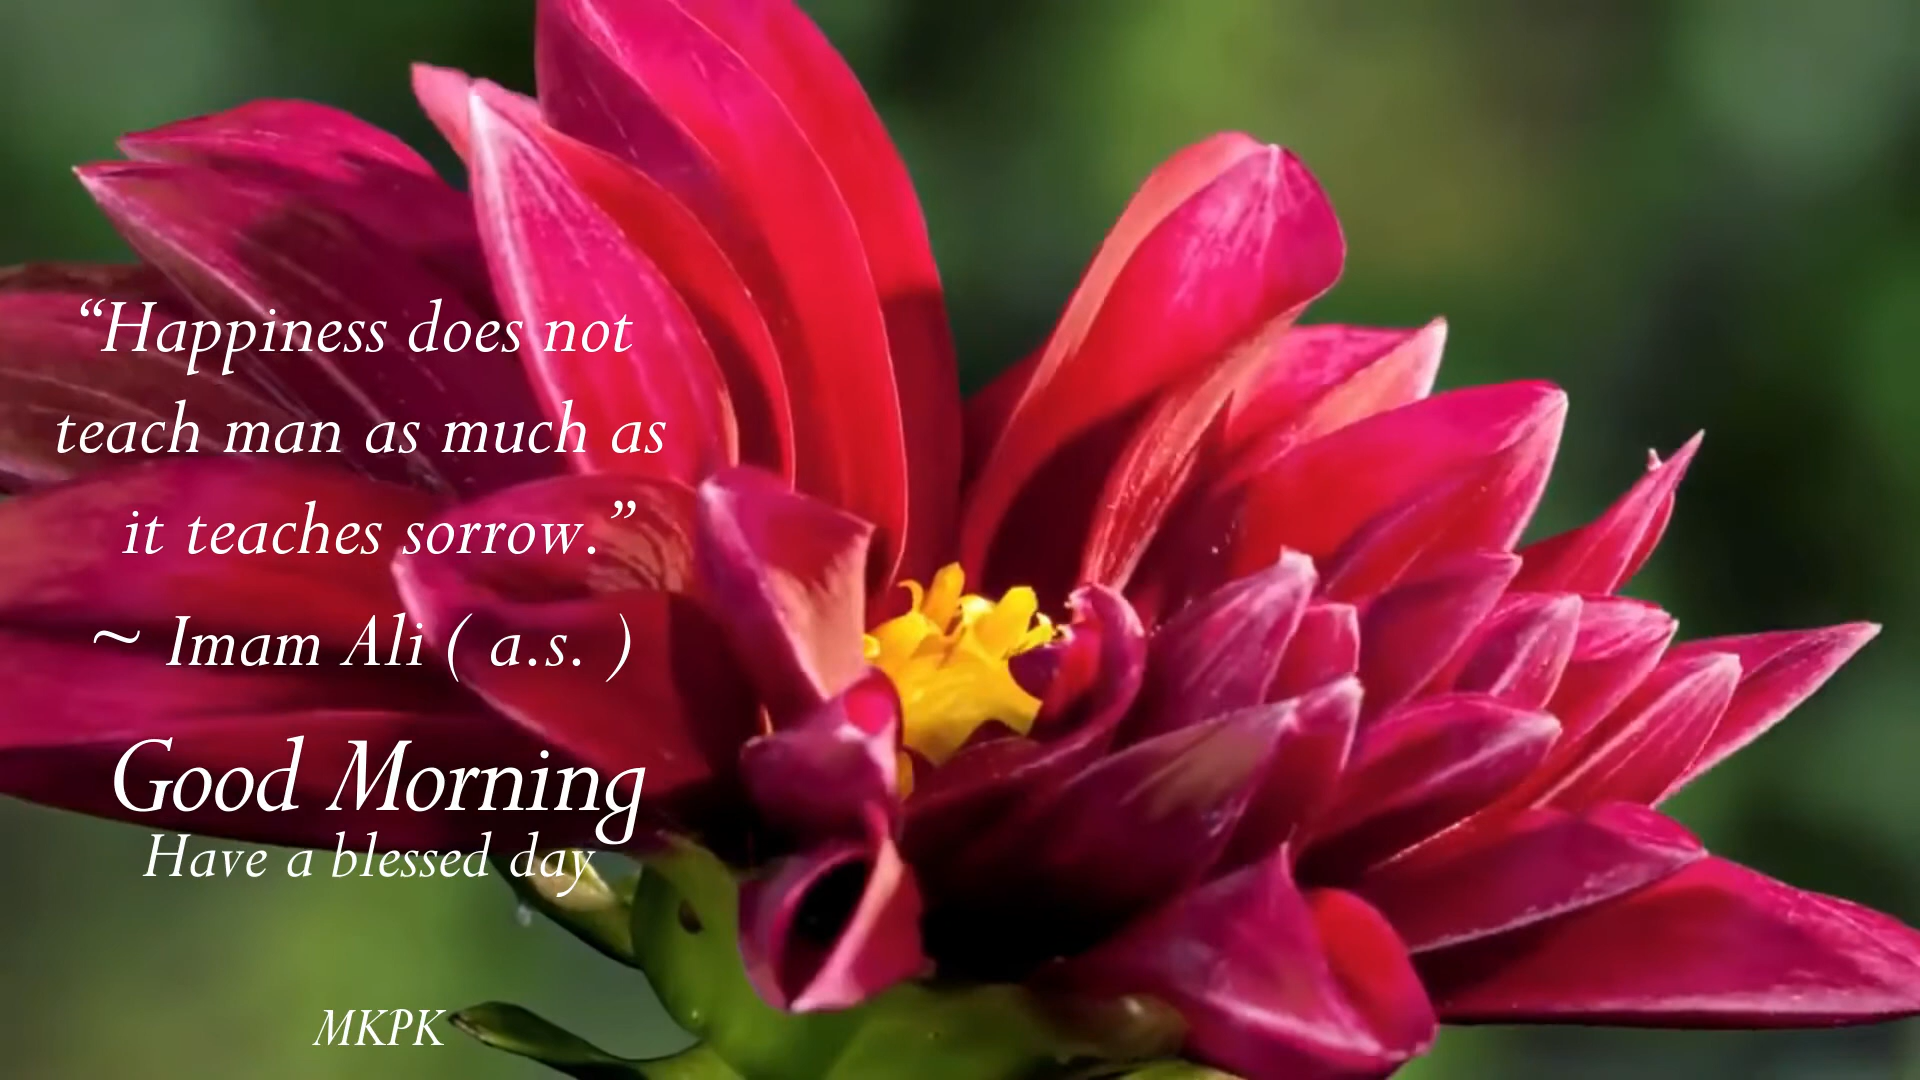 “Happiness does not
teach man as much as
it teaches sorrow.”
~ Imam Ali ( a.s. )
Good Morning
Have a blessed day
MKPK